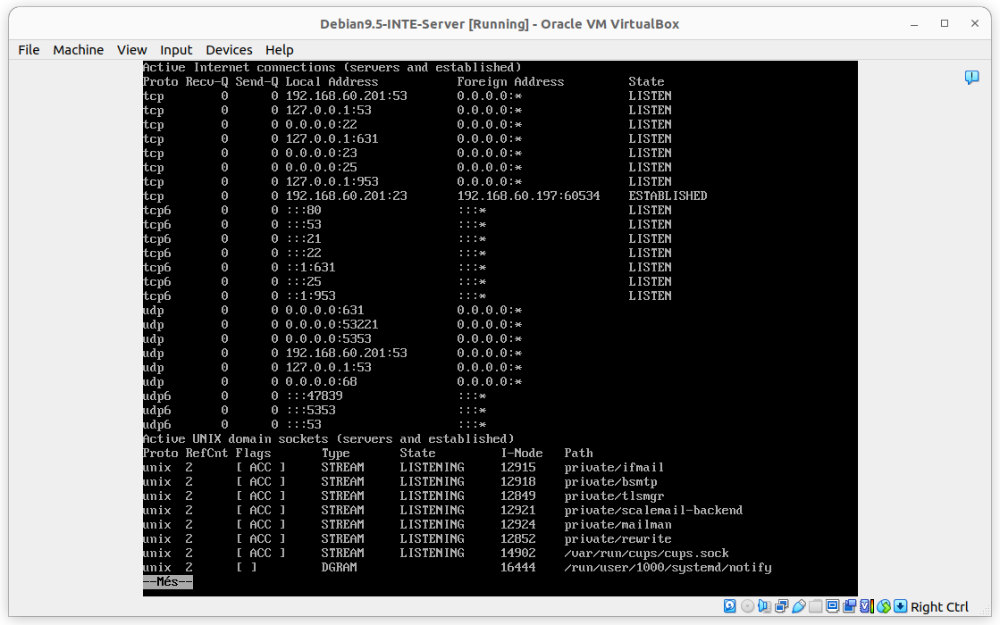 Debian9.5-INTE-Server [Running] - Oracle VM VirtualBox
File Machine View Input Devices Help
Active Internet connections (servers and established)
Proto Recv-Q Send-Q Local Address Foreign Address State
tcp 0 0 192.168.60.201:53 0.0.0.0:* LISTEN
tcp 0 0 127.0.0.1:53 0.0.0.0:* LISTEN
tcp 0 0 0.0.0.0:22 0.0.0.0:* LISTEN
tcp 0 0 127.0.0.1:631 0.0.0.0:* LISTEN
tcp 0 0 0.0.0.0:23 0.0.0.0:* LISTEN
tcp 0 0 0.0.0.0:25 0.0.0.0:* LISTEN
tcp 0 0 127.0.0.1:953 0.0.0.0:* LISTEN
tcp 0 0 192.168.60.201:23 192.168.60.197:60534 ESTABLISHED
tcp6 0 0 :::80 :::* LISTEN
tcp6 0 0 :::53 :::* LISTEN
tcp6 0 0 :::21 :::* LISTEN
tcp6 0 0 :::22 :::* LISTEN
tcp6 0 0 ::1:631 :::* LISTEN
tcp6 0 0 :::25 :::* LISTEN
tcp6 0 0 ::1:953 :::* LISTEN
udp 0 0 0.0.0.0:631 0.0.0.0:*
udp 0 0 0.0.0.0:53221 0.0.0.0:*
udp 0 0 0.0.0.0:5353 0.0.0.0:*
udp 0 0 192.168.60.201:53 0.0.0.0:*
udp 0 0 127.0.0.1:53 0.0.0.0:*
udp 0 0 0.0.0.0:68 0.0.0.0:*
udp6 0 0 :::47839 :::*
udp6 0 0 :::5353 :::*
udp6 0 0 :::53 :::*
Active UNIX domain sockets (servers and established)
Proto RefCnt Flags Type State I-Node Path
unix 2 [ ACC ] STREAM LISTENING 12915 private/ifmail
unix 2 [ ACC ] STREAM LISTENING 12918 private/bsmtp
unix 2 [ ACC ] STREAM LISTENING 12849 private/tlsmgr
unix 2 [ ACC ] STREAM LISTENING 12921 private/scalemail-backend
unix 2 [ ACC ] STREAM LISTENING 12924 private/mailman
unix 2 [ ACC ] STREAM LISTENING 12852 private/rewrite
unix 2 [ ACC ] STREAM LISTENING 14902 /var/run/cups/cups.sock
unix 2 [ ] DGRAM 16444 /run/user/1000/systemd/notify
--Més--
Right Ctrl